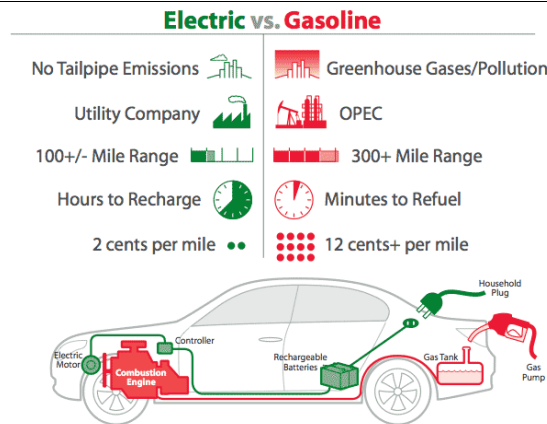 Electric vs. Gasoline
No Tailpipe Emissions
Greenhouse Gases/Pollution
Utility Company
OPEC
100+/- Mile Range
300+ Mile Range
Hours to Recharge
Minutes to Refuel
2 cents per mile
12 cents+ per mile
Household
Plug
Controller
Electric
Motor
Combustion
Engine
Rechargeable
Batteries
Gas Tank
Gas
Pump